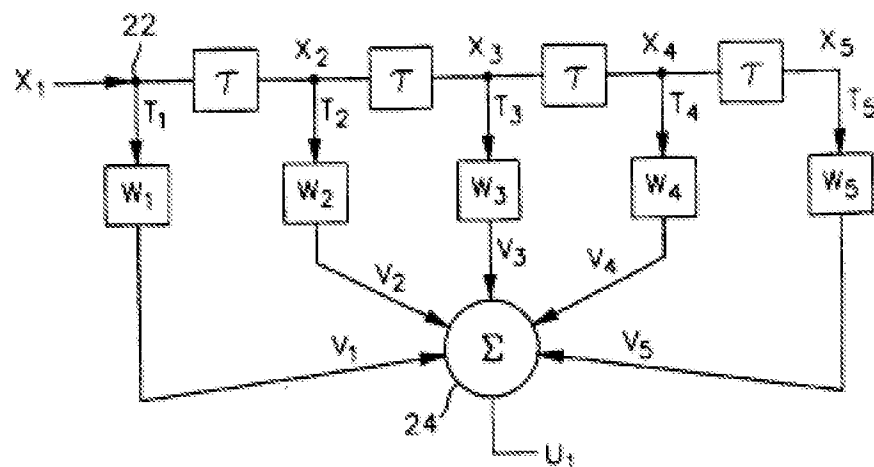 22
X₁ τ X₂ τ X₃ τ X₄ τ X₅
T₁ T₂ T₃ T₄ T₅
W₁ W₂ W₃ W₄ W₅
V₁ V₂ V₃ V₄ V₅
Σ
24
U₁